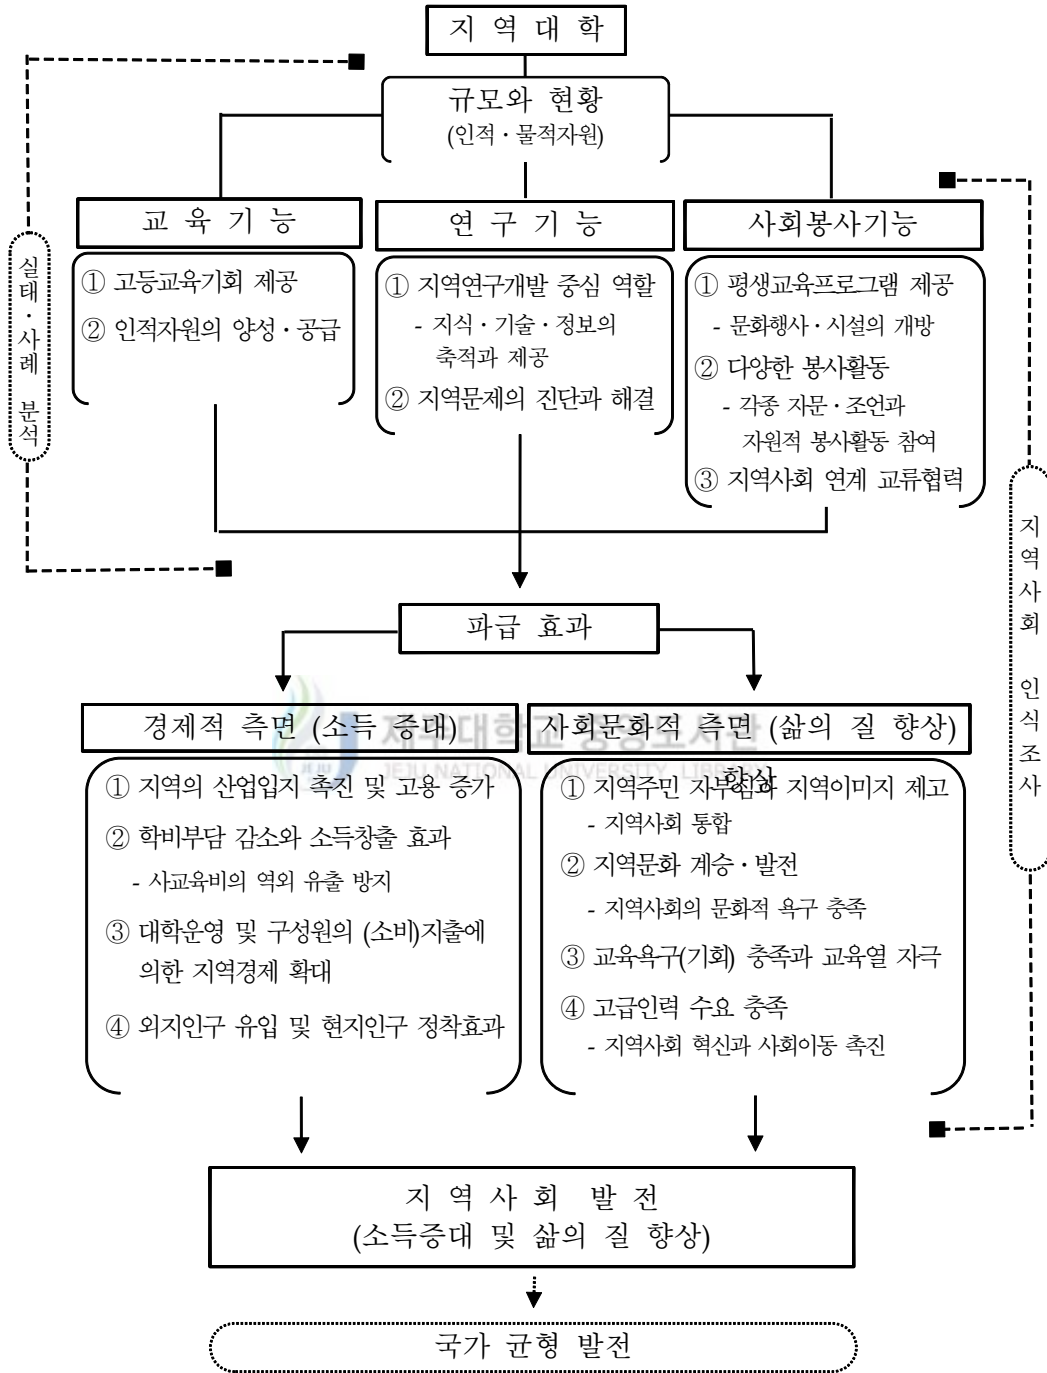 지 역 대 학
규모와 현황
(인적·물적자원)
교 육 기 능
① 고등교육기회 제공
② 인적자원의 양성·공급
연 구 기 능
① 지역연구개발 중심 역할
- 지식·기술·정보의
축적과 제공
② 지역문제의 진단과 해결
사회봉사기능
① 평생교육프로그램 제공
- 문화행사·시설의 개방
② 다양한 봉사활동
- 각종 자문·조언과
자원적 봉사활동 참여
③ 지역사회 연계 교류협력
실태·사례 분석
지역사회 인식조사
파급 효과
경제적 측면 (소득 증대)
① 지역의 산업입지 촉진 및 고용 증가
② 학비부담 감소와 소득창출 효과
- 사교육비의 역외 유출 방지
③ 대학운영 및 구성원의 (소비)지출에
의한 지역경제 확대
④ 외지인구 유입 및 현지인구 정착효과
사회문화적 측면 (삶의 질 향상)
향상
① 지역주민 자부심과 지역이미지 제고
- 지역사회 통합
② 지역문화 계승·발전
- 지역사회의 문화적 욕구 충족
③ 교육욕구(기회) 충족과 교육열 자극
④ 고급인력 수요 충족
- 지역사회 혁신과 사회이동 촉진
제주대학교 중앙도서관
JEJU NATIONAL UNIVERSITY LIBRARY
JEJU
지 역 사 회 발 전
(소득증대 및 삶의 질 향상)
국가 균형 발전